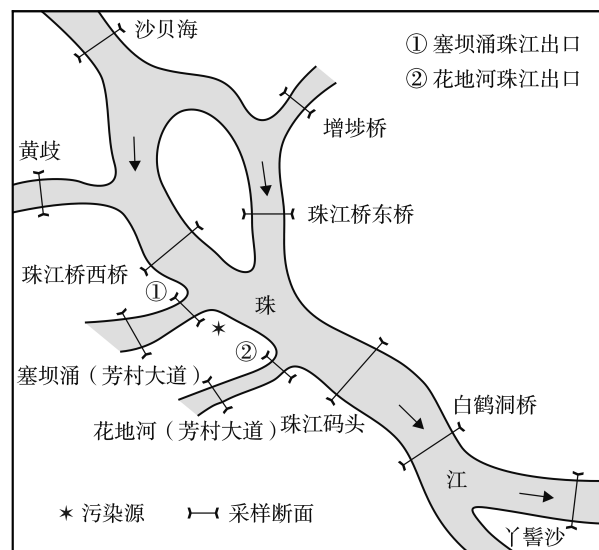 沙贝海
① 塞坝涌珠江出口
② 花地河珠江出口
增埗桥
黄歧
珠江桥东桥
珠江桥西桥
①
珠
②
塞坝涌（芳村大道）
白鹤洞桥
花地河（芳村大道）
珠江码头
江
污染源
采样断面
丫髻沙